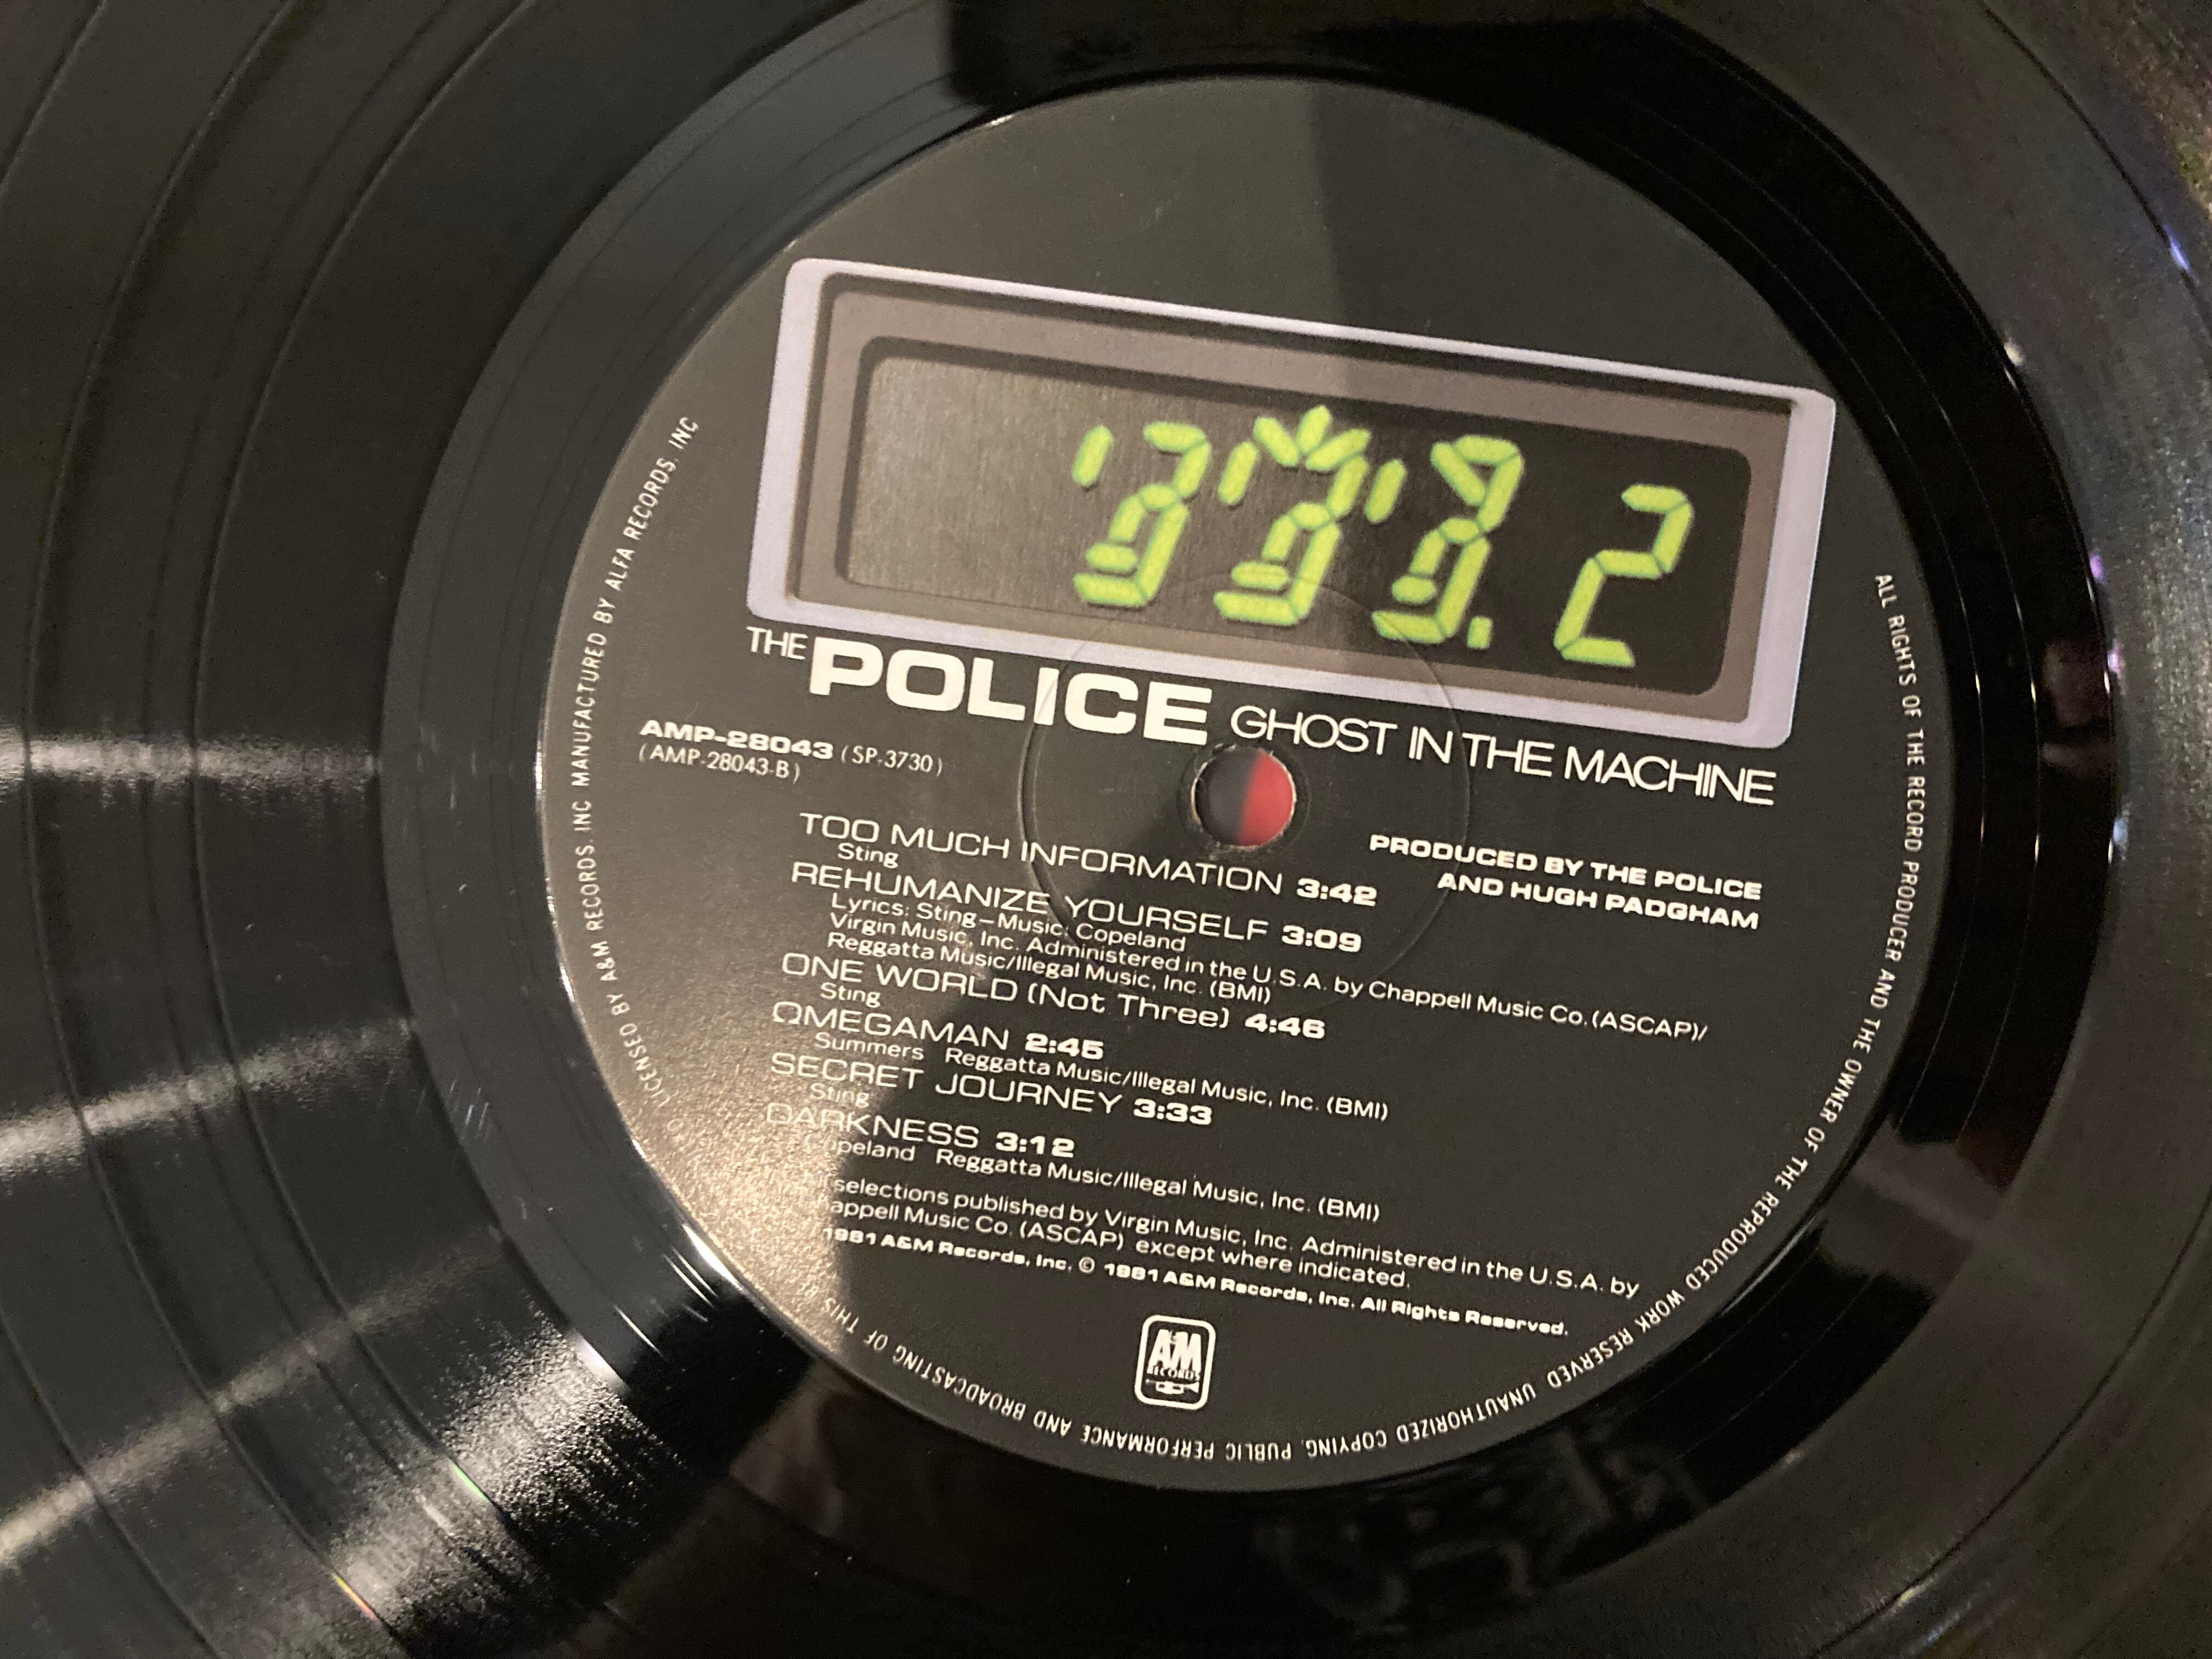 2
THE POLICE GHOST IN THE MACHINE
AMP-28043 (SP-3730)
(AMP-28043-B)
PRODUCED BY THE POLICE
AND HUGH PADGHAM
TOO MUCH INFORMATION 3:42
Sting
REHUMANIZE YOURSELF 3:09
Lyrics: Sting–Music: Copeland
Virgin Music, Inc. Administered in the U.S.A. by Chappell Music Co. (ASCAP)/
Reggatta Music/Illegal Music, Inc. (BMI)
ONE WORLD (Not Three) 4:46
Sting
ΩMEGAMAN 2:45
Summers Reggatta Music/Illegal Music, Inc. (BMI)
SECRET JOURNEY 3:33
Sting
DARKNESS 3:12
Copeland Reggatta Music/Illegal Music, Inc. (BMI)
selections published by Virgin Music, Inc. Administered in the U.S.A. by
appell Music Co. (ASCAP) except where indicated.
1981 A&M Records, Inc. © 1981 A&M Records, Inc. All Rights Reserved.
A&M
RECORDS
LICENSED BY A&M RECORDS, INC MANUFACTURED BY ALFA RECORDS, INC
ALL RIGHTS OF THE RECORD PRODUCER AND THE OWNER OF THE REPRODUCED WORK RESERVED UNAUTHORIZED COPYING, PUBLIC PERFORMANCE AND BROADCASTING OF THIS